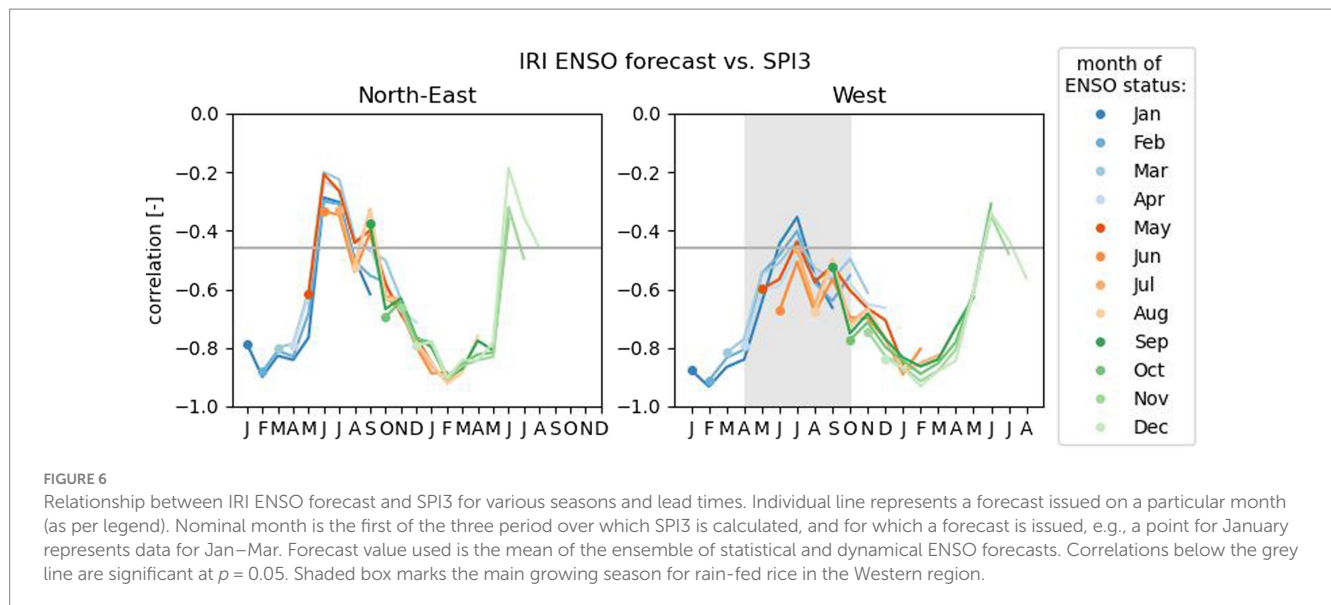 IRI ENSO forecast vs. SPI3
North-East
West
correlation [-]
0.0
−0.2
−0.4
−0.6
−0.8
−1.0
J F M A M J J A S O N D J F M A M J J A S O N D
0.0
−0.2
−0.4
−0.6
−0.8
−1.0
J F M A M J J A S O N D J F M A M J J A
month of
ENSO status:
Jan
Feb
Mar
Apr
May
Jun
Jul
Aug
Sep
Oct
Nov
Dec
FIGURE 6
Relationship between IRI ENSO forecast and SPI3 for various seasons and lead times. Individual line represents a forecast issued on a particular month
(as per legend). Nominal month is the first of the three period over which SPI3 is calculated, and for which a forecast is issued, e.g., a point for January
represents data for Jan–Mar. Forecast value used is the mean of the ensemble of statistical and dynamical ENSO forecasts. Correlations below the grey
line are significant at p = 0.05. Shaded box marks the main growing season for rain-fed rice in the Western region.